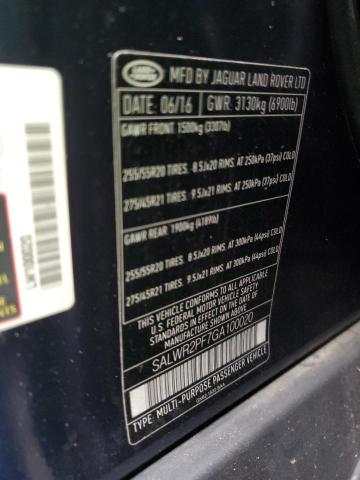 LAND ROVER
MFD BY JAGUAR LAND ROVER LTD
DATE: 06/16 GWR: 3130kg (6900lb)
GAWR FRONT 1500kg (3307lb)
255/55R20 TIRES. 8.5Jx20 RIMS. AT 250kPa (37psi) COLD
275/45R21 TIRES. 9.5Jx21 RIMS. AT 250kPa (37psi) COLD
GAWR REAR 1900kg (4189lb)
255/55R20 TIRES. 8.5Jx20 RIMS. AT 300kPa (44psi) COLD
275/45R21 TIRES. 9.5Jx21 RIMS. AT 300kPa (44psi) COLD
THIS VEHICLE CONFORMS TO ALL APPLICABLE
U.S. FEDERAL MOTOR VEHICLE SAFETY STANDARDS
IN EFFECT ON THE DATE OF MANUFACTURE SHOWN ABOVE
SALWR2PF7GA100020
TYPE: MULTI-PURPOSE PASSENGER VEHICLE